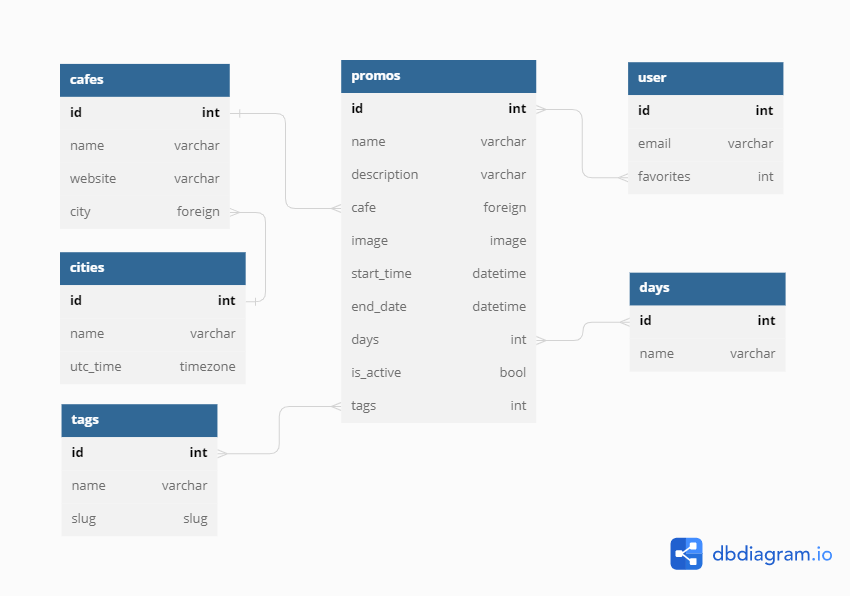 cafes
id int
name varchar
website varchar
city foreign
cities
id int
name varchar
utc_time timezone
tags
id int
name varchar
slug slug
promos
id int
name varchar
description varchar
cafe foreign
image image
start_time datetime
end_date datetime
days int
is_active bool
tags int
user
id int
email varchar
favorites int
days
id int
name varchar
dbdiagram.io